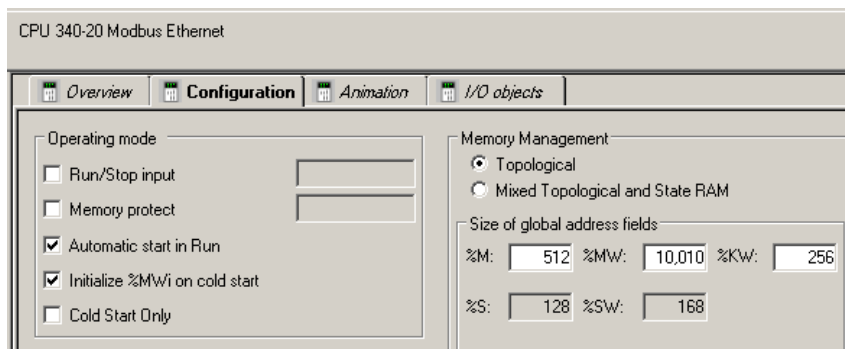 CPU 340-20 Modbus Ethernet
Overview Configuration Animation I/O objects
Operating mode
Run/Stop input
Memory protect
Automatic start in Run
Initialize %MWi on cold start
Cold Start Only
Memory Management
Topological
Mixed Topological and State RAM
Size of global address fields
%M: 512 %MW: 10,010 %KW: 256
%S: 128 %SW: 168